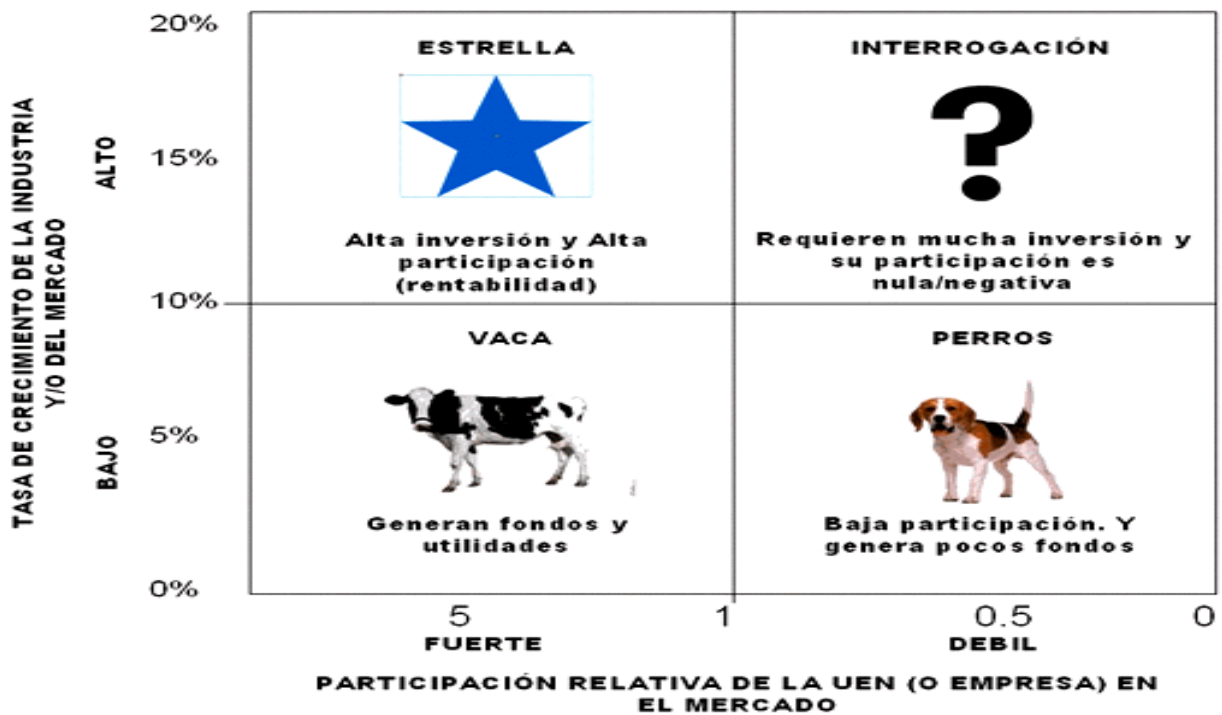 TASA DE CRECIMIENTO DE LA INDUSTRIA
Y/O DEL MERCADO
ALTO
BAJO
20%
15%
10%
5%
0%
ESTRELLA
Alta inversión y Alta
participación
(rentabilidad)
INTERROGACIÓN
?
Requieren mucha inversión y
su participación es
nula/negativa
VACA
Generan fondos y
utilidades
PERROS
Baja participación. Y
genera pocos fondos
5
1
0.5
0
FUERTE
DEBIL
PARTICIPACIÓN RELATIVA DE LA UEN (O EMPRESA) EN
EL MERCADO